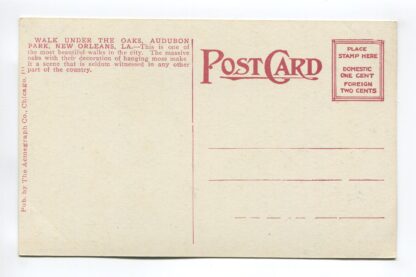 WALK UNDER THE OAKS, AUDUBON
PARK, NEW ORLEANS, LA.—This is one of
the most beautiful walks in the city. The massive
oaks with their decoration of hanging moss make
it a scene that is seldom witnessed in any other
part of the country.
Pub. by The Acmegraph Co., Chicago,
POST CARD
PLACE
STAMP HERE
DOMESTIC
ONE CENT
FOREIGN
TWO CENTS